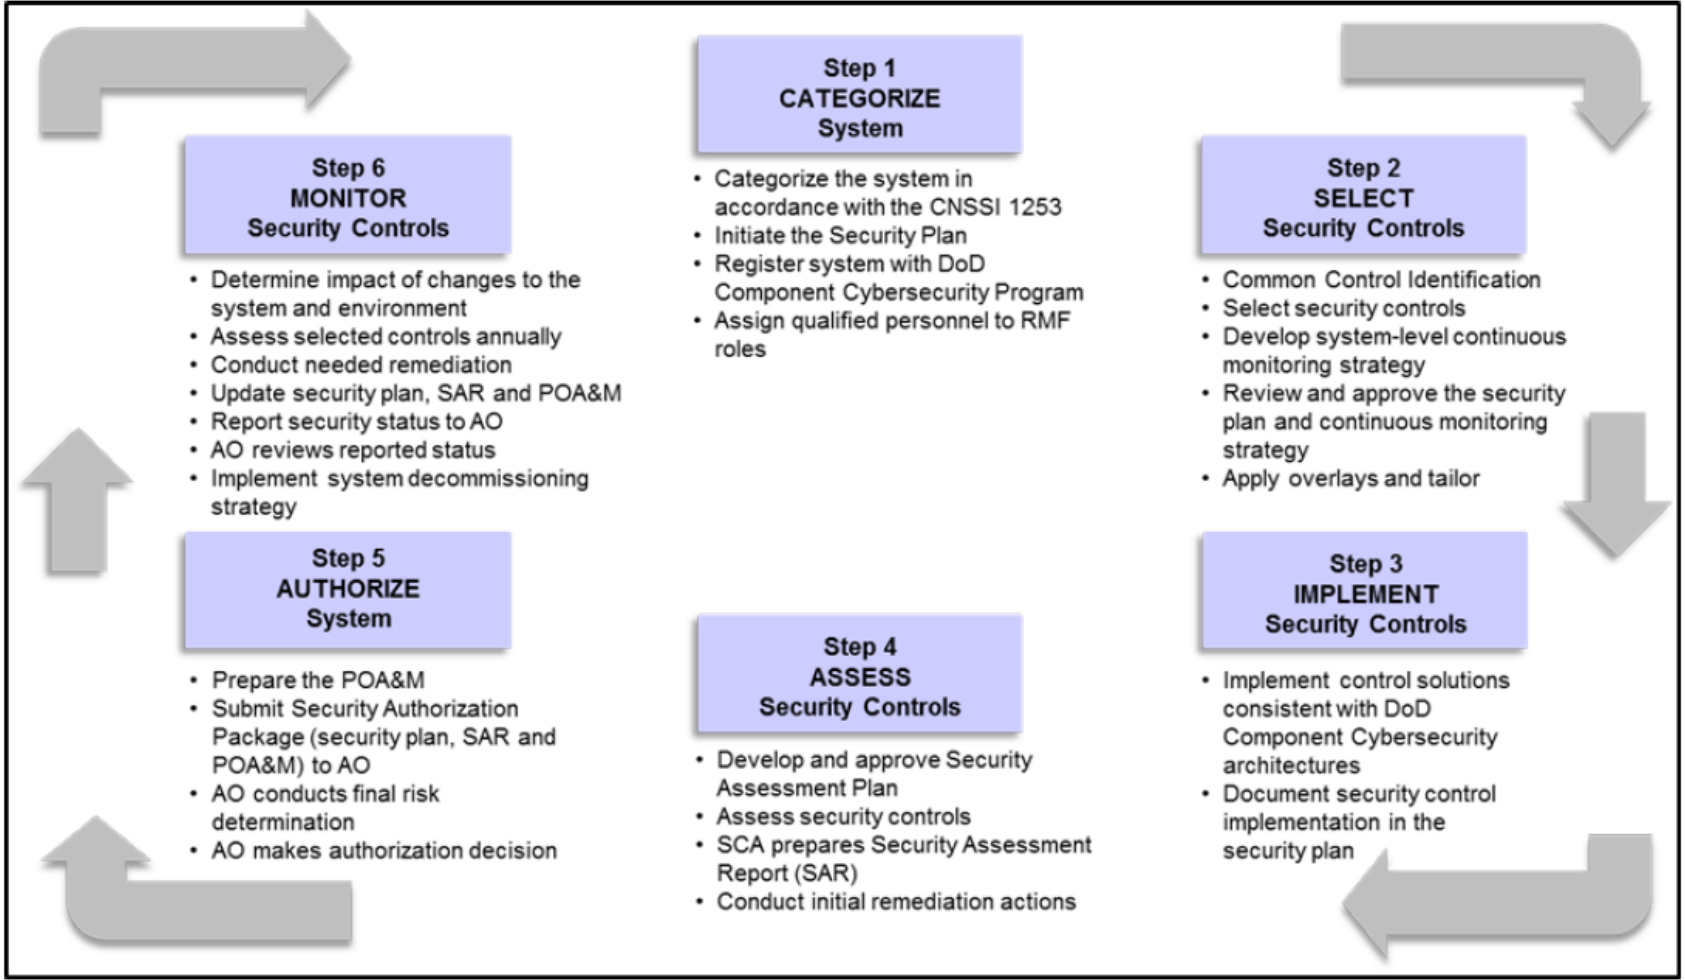 Step 1
CATEGORIZE
System
• Categorize the system in
accordance with the CNSSI 1253
• Initiate the Security Plan
• Register system with DoD
Component Cybersecurity Program
• Assign qualified personnel to RMF
roles
Step 2
SELECT
Security Controls
• Common Control Identification
• Select security controls
• Develop system-level continuous
monitoring strategy
• Review and approve the security
plan and continuous monitoring
strategy
• Apply overlays and tailor
Step 3
IMPLEMENT
Security Controls
• Implement control solutions
consistent with DoD
Component Cybersecurity
architectures
• Document security control
implementation in the
security plan
Step 4
ASSESS
Security Controls
• Develop and approve Security
Assessment Plan
• Assess security controls
• SCA prepares Security Assessment
Report (SAR)
• Conduct initial remediation actions
Step 5
AUTHORIZE
System
• Prepare the POA&M
• Submit Security Authorization
Package (security plan, SAR and
POA&M) to AO
• AO conducts final risk
determination
• AO makes authorization decision
Step 6
MONITOR
Security Controls
• Determine impact of changes to the
system and environment
• Assess selected controls annually
• Conduct needed remediation
• Update security plan, SAR and POA&M
• Report security status to AO
• AO reviews reported status
• Implement system decommissioning
strategy